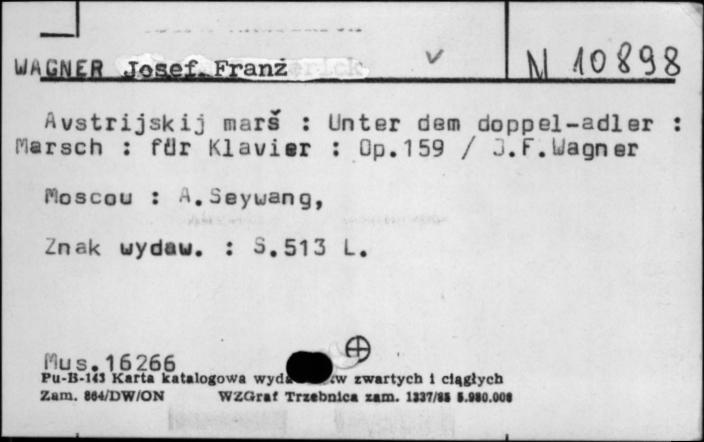 WAGNER Josef Franz √ N 10898
Avstrijskij marš : Unter dem doppel-adler :
Marsch : für Klavier : Op.159 / J.F.Wagner
Moscou : A.Seywang,
Znak wydaw. : S.513 L.
Mus.16266
Pu-B-143 Karta katalogowa zwartych i ciągłych
Zam. 864/DW/ON WZGraf Trzebnica zam. 1337/85 5.980.000